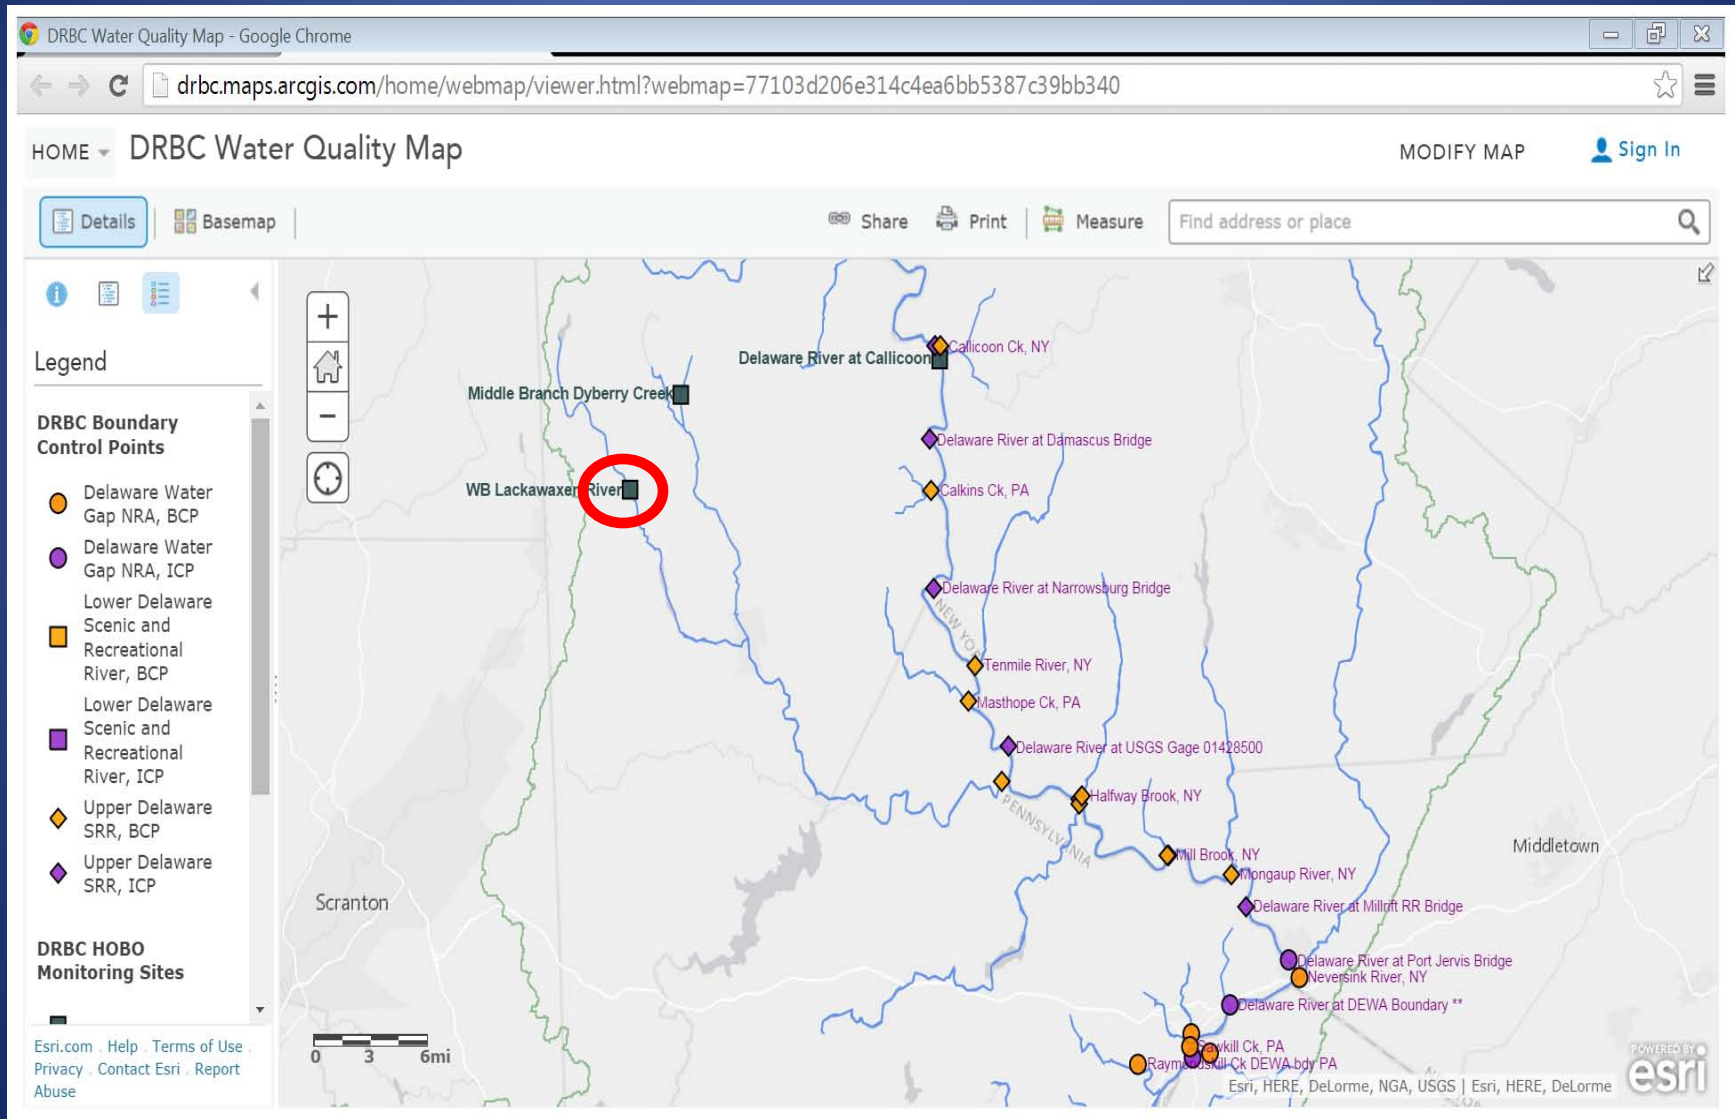 DRBC Water Quality Map - Google Chrome
drbc.maps.arcgis.com/home/webmap/viewer.html?webmap=77103d206e314c4ea6bb5387c39bb340
HOME DRBC Water Quality Map MODIFY MAP Sign In
Details Basemap Share Print Measure Find address or place
Legend
DRBC Boundary
Control Points
Delaware Water
Gap NRA, BCP
Delaware Water
Gap NRA, ICP
Lower Delaware
Scenic and
Recreational
River, BCP
Lower Delaware
Scenic and
Recreational
River, ICP
Upper Delaware
SRR, BCP
Upper Delaware
SRR, ICP
DRBC HOBO
Monitoring Sites
Esri.com . Help . Terms of Use .
Privacy . Contact Esri . Report
Abuse
Callicoon Ck, NY
Delaware River at Callicoon
Middle Branch Dyberry Creek
Delaware River at Damascus Bridge
WB Lackawaxen River
Calkins Ck, PA
Delaware River at Narrowsburg Bridge
NEW YOR
Tenmile River, NY
Masthope Ck, PA
Delaware River at USGS Gage 01428500
Halfway Brook, NY
PENNSYLVANIA
Mill Brook, NY
Middletown
Mongaup River, NY
Scranton
Delaware River at Millrift RR Bridge
Delaware River at Port Jervis Bridge
Neversink River, NY
Delaware River at DEWA Boundary **
Sawkill Ck, PA
Raymondskill Ck DEWA bdy PA
0 3 6mi
POWERED BY
esri
Esri, HERE, DeLorme, NGA, USGS | Esri, HERE, DeLorme